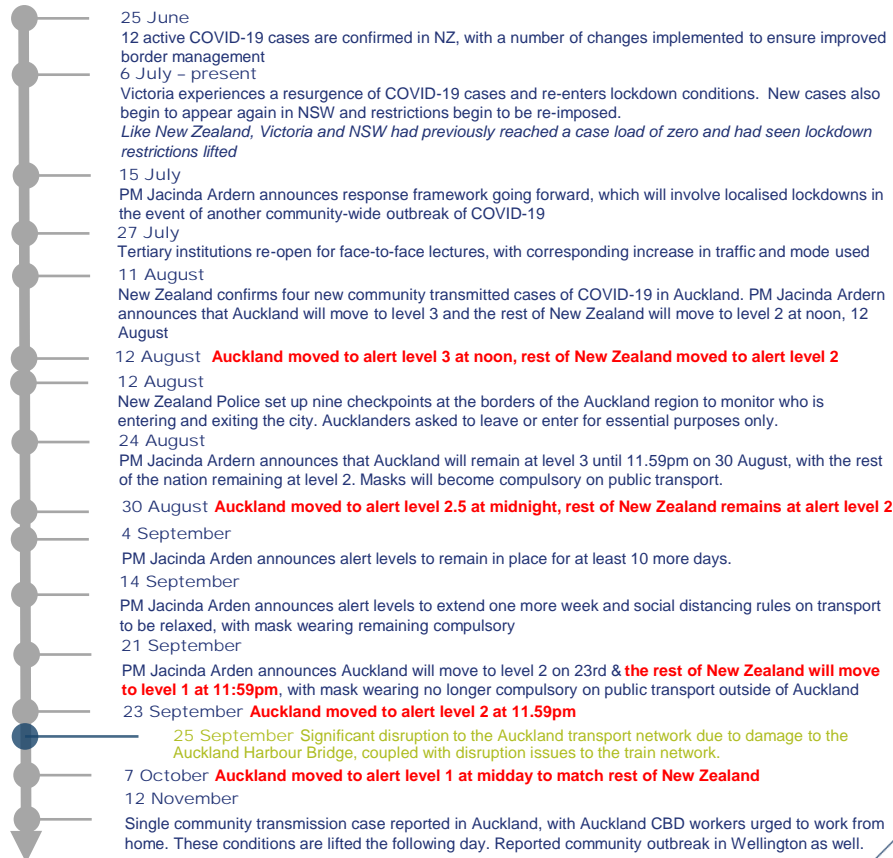 25 June
12 active COVID-19 cases are confirmed in NZ, with a number of changes implemented to ensure improved
border management
6 July – present
Victoria experiences a resurgence of COVID-19 cases and re-enters lockdown conditions. New cases also
begin to appear again in NSW and restrictions begin to be re-imposed.
Like New Zealand, Victoria and NSW had previously reached a case load of zero and had seen lockdown
restrictions lifted
15 July
PM Jacinda Ardern announces response framework going forward, which will involve localised lockdowns in
the event of another community-wide outbreak of COVID-19
27 July
Tertiary institutions re-open for face-to-face lectures, with corresponding increase in traffic and mode used
11 August
New Zealand confirms four new community transmitted cases of COVID-19 in Auckland. PM Jacinda Ardern
announces that Auckland will move to level 3 and the rest of New Zealand will move to level 2 at noon, 12
August
12 August Auckland moved to alert level 3 at noon, rest of New Zealand moved to alert level 2
12 August
New Zealand Police set up nine checkpoints at the borders of the Auckland region to monitor who is
entering and exiting the city. Aucklanders asked to leave or enter for essential purposes only.
24 August
PM Jacinda Ardern announces that Auckland will remain at level 3 until 11.59pm on 30 August, with the rest
of the nation remaining at level 2. Masks will become compulsory on public transport.
30 August Auckland moved to alert level 2.5 at midnight, rest of New Zealand remains at alert level 2
4 September
PM Jacinda Arden announces alert levels to remain in place for at least 10 more days.
14 September
PM Jacinda Arden announces alert levels to extend one more week and social distancing rules on transport
to be relaxed, with mask wearing remaining compulsory
21 September
PM Jacinda Arden announces Auckland will move to level 2 on 23rd & the rest of New Zealand will move
to level 1 at 11:59pm, with mask wearing no longer compulsory on public transport outside of Auckland
23 September Auckland moved to alert level 2 at 11.59pm
25 September Significant disruption to the Auckland transport network due to damage to the
Auckland Harbour Bridge, coupled with disruption issues to the train network.
7 October Auckland moved to alert level 1 at midday to match rest of New Zealand
12 November
Single community transmission case reported in Auckland, with Auckland CBD workers urged to work from
home. These conditions are lifted the following day. Reported community outbreak in Wellington as well.